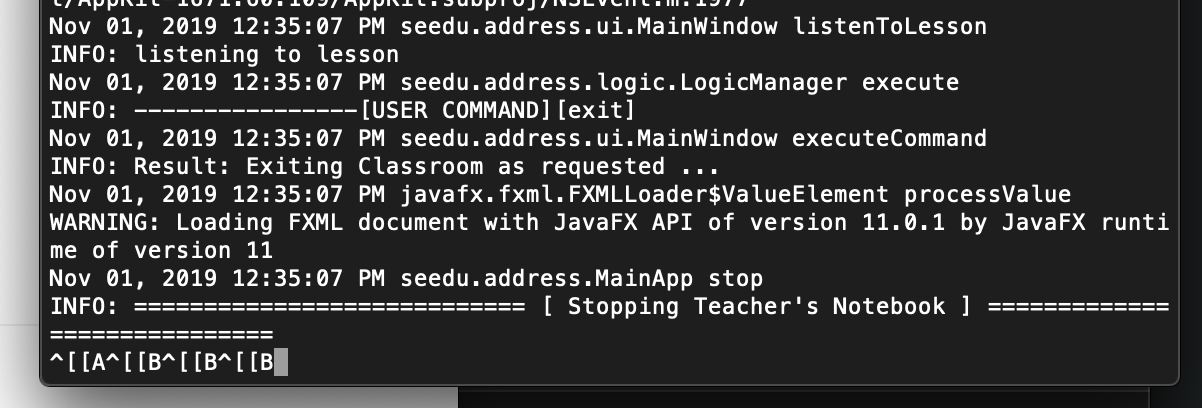 t/AppKit-1671.60.109/AppKit.subproj/NSEvent.m:1977
Nov 01, 2019 12:35:07 PM seedu.address.ui.MainWindow listenToLesson
INFO: listening to lesson
Nov 01, 2019 12:35:07 PM seedu.address.logic.LogicManager execute
INFO: ----------------[USER COMMAND][exit]
Nov 01, 2019 12:35:07 PM seedu.address.ui.MainWindow executeCommand
INFO: Result: Exiting Classroom as requested ...
Nov 01, 2019 12:35:07 PM javafx.fxml.FXMLLoader$ValueElement processValue
WARNING: Loading FXML document with JavaFX API of version 11.0.1 by JavaFX runti
me of version 11
Nov 01, 2019 12:35:07 PM seedu.address.MainApp stop
INFO: ============================ [ Stopping Teacher's Notebook ] =============
================
^[[A^[[B^[[B^[[B